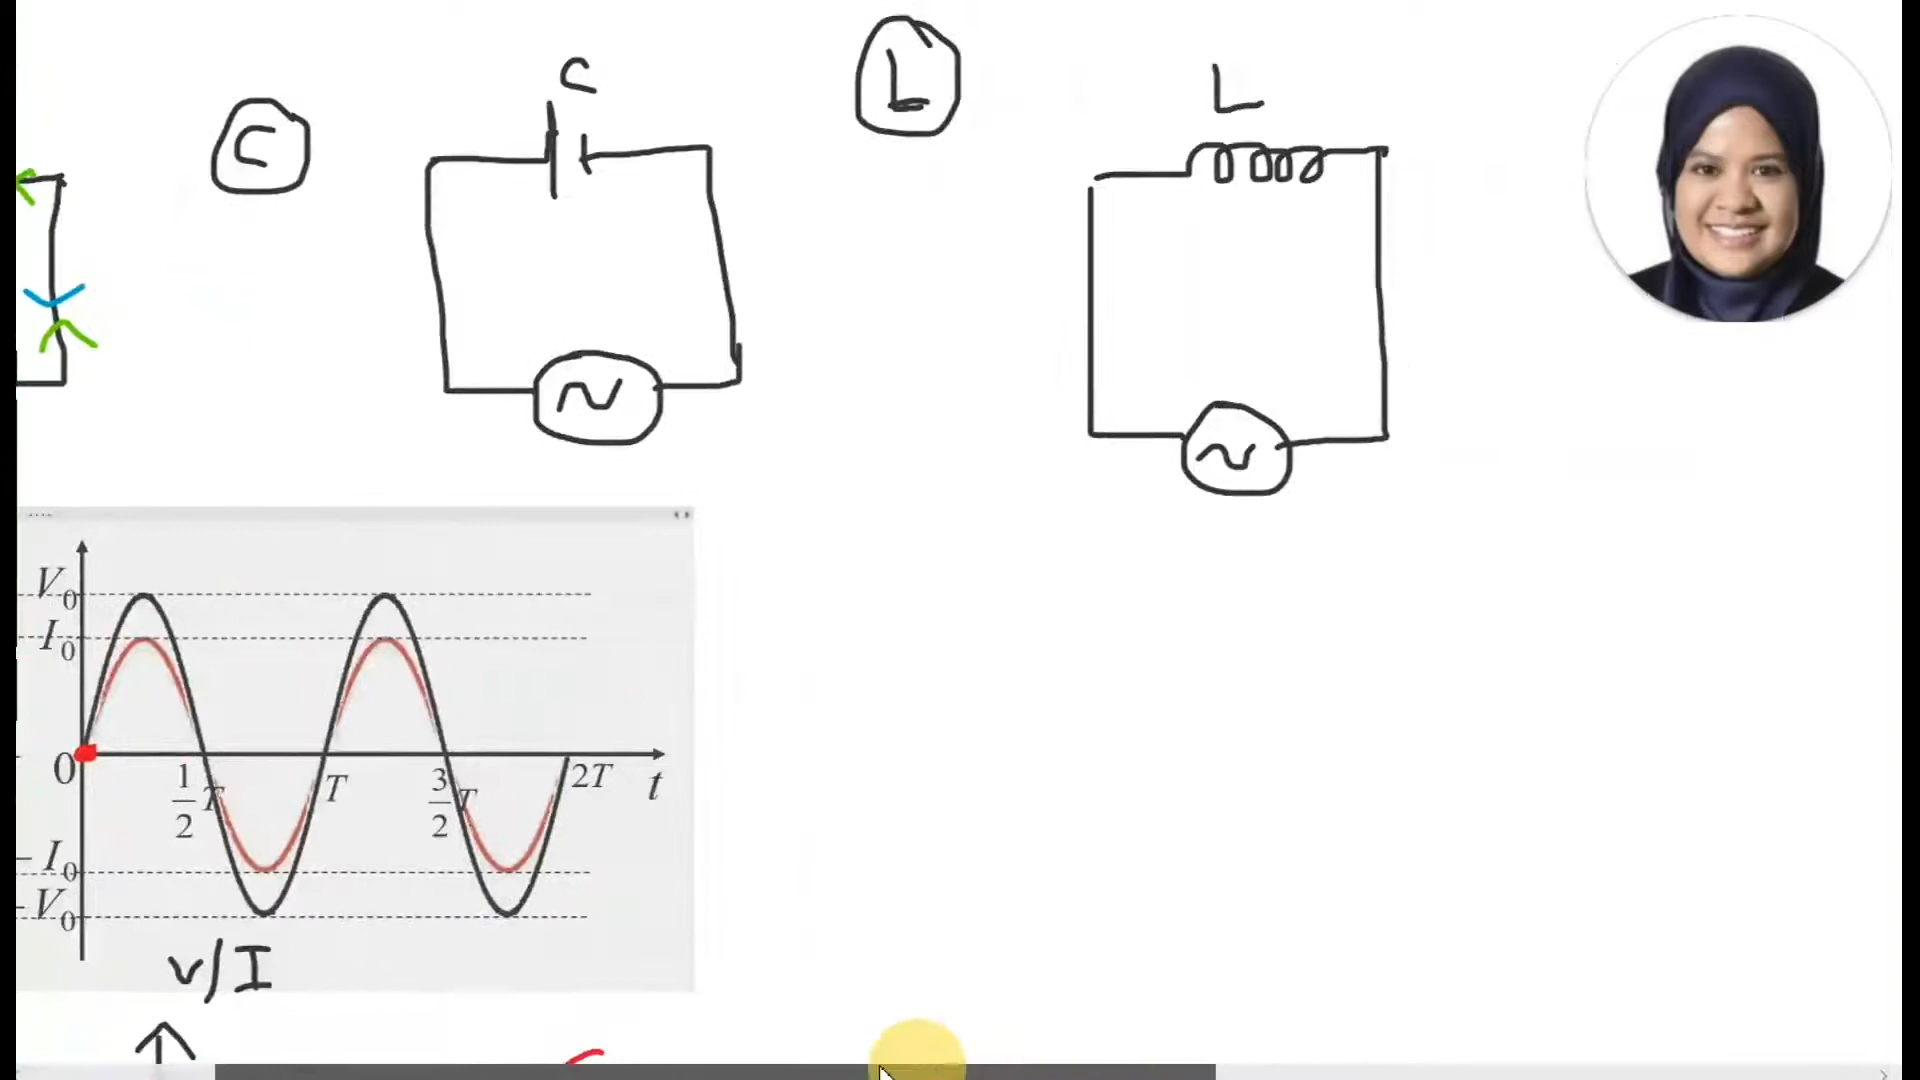 C
C
L
L
V₀
I₀
0
1/2 T
T
3/2 T
2T
t
- I₀
- V₀
V/I